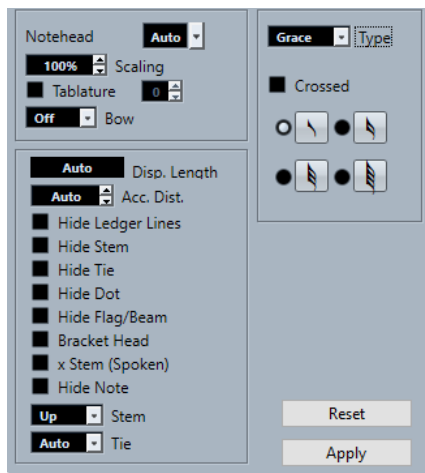 Notehead Auto
100% Scaling
Tablature 0
Off Bow
Auto Disp. Length
Auto Acc. Dist.
Hide Ledger Lines
Hide Stem
Hide Tie
Hide Dot
Hide Flag/Beam
Bracket Head
x Stem (Spoken)
Hide Note
Up Stem
Auto Tie
Grace Type
Crossed
Reset
Apply